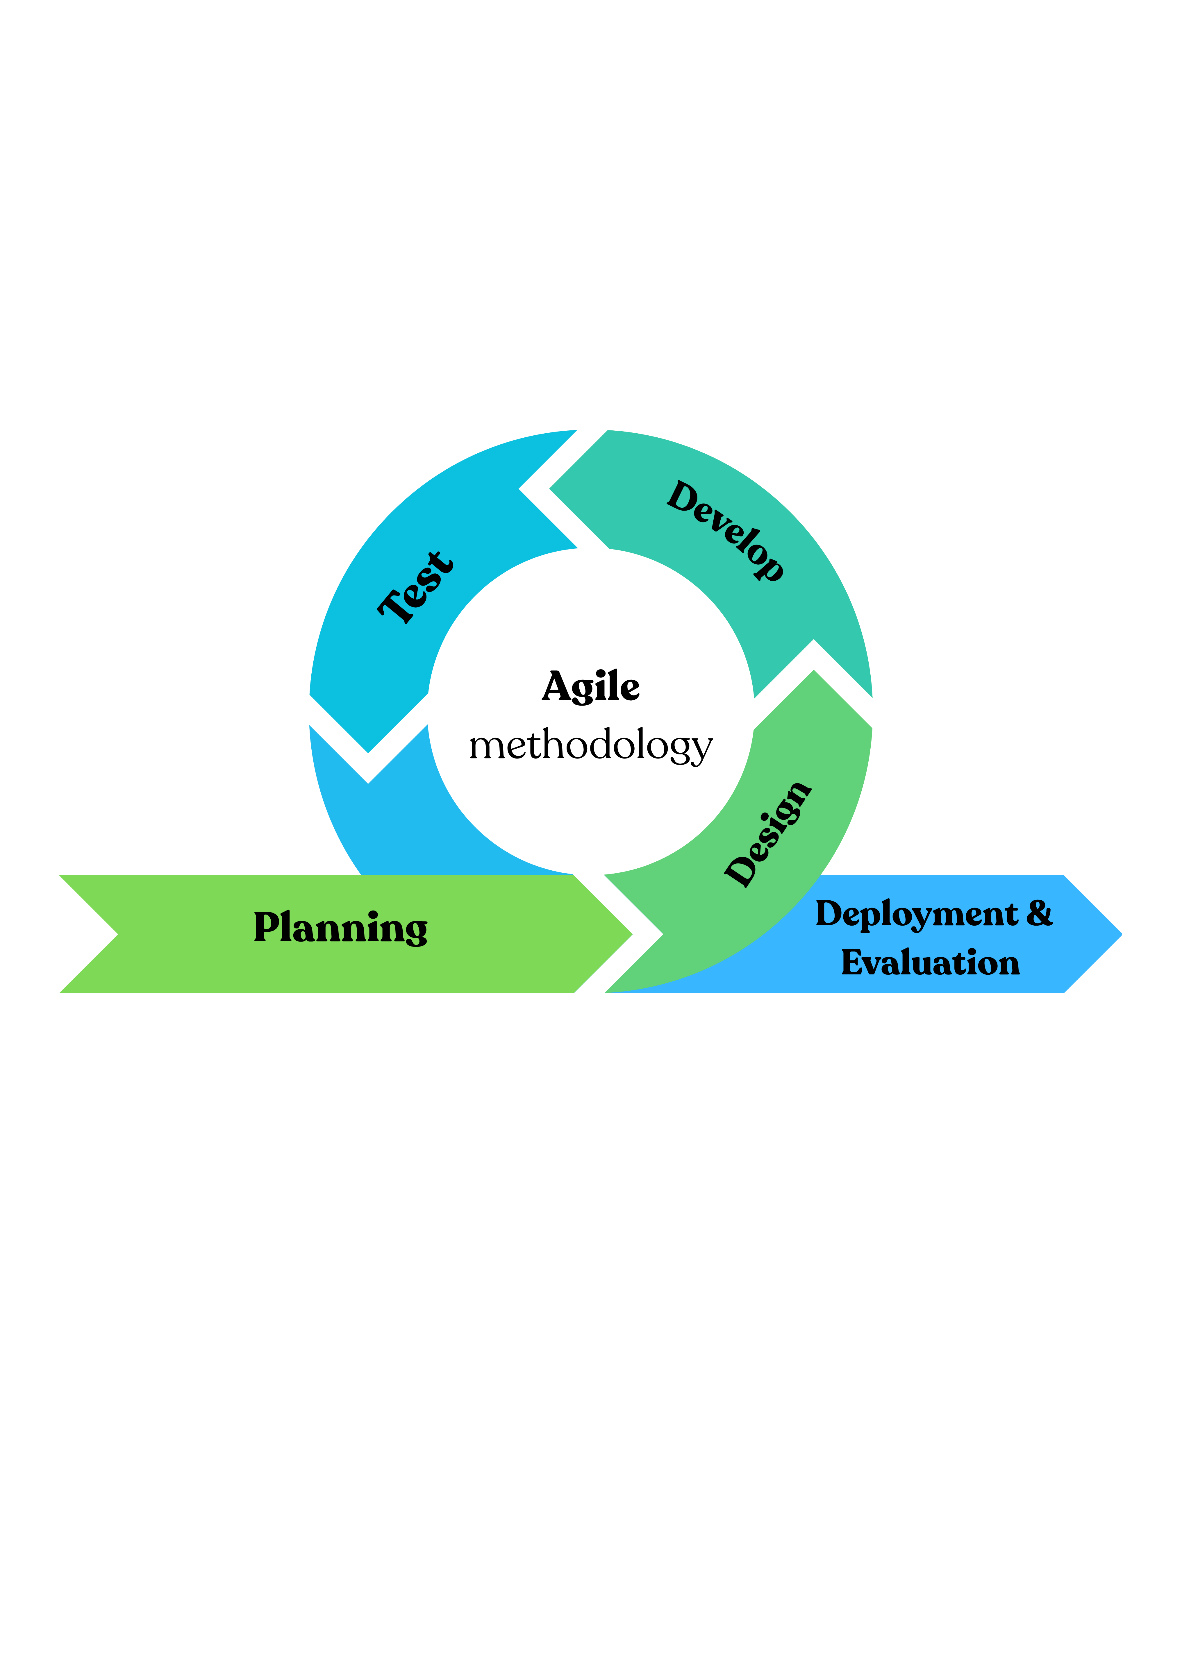 Develop
Test
Agile
methodology
Design
Planning
Deployment &
Evaluation